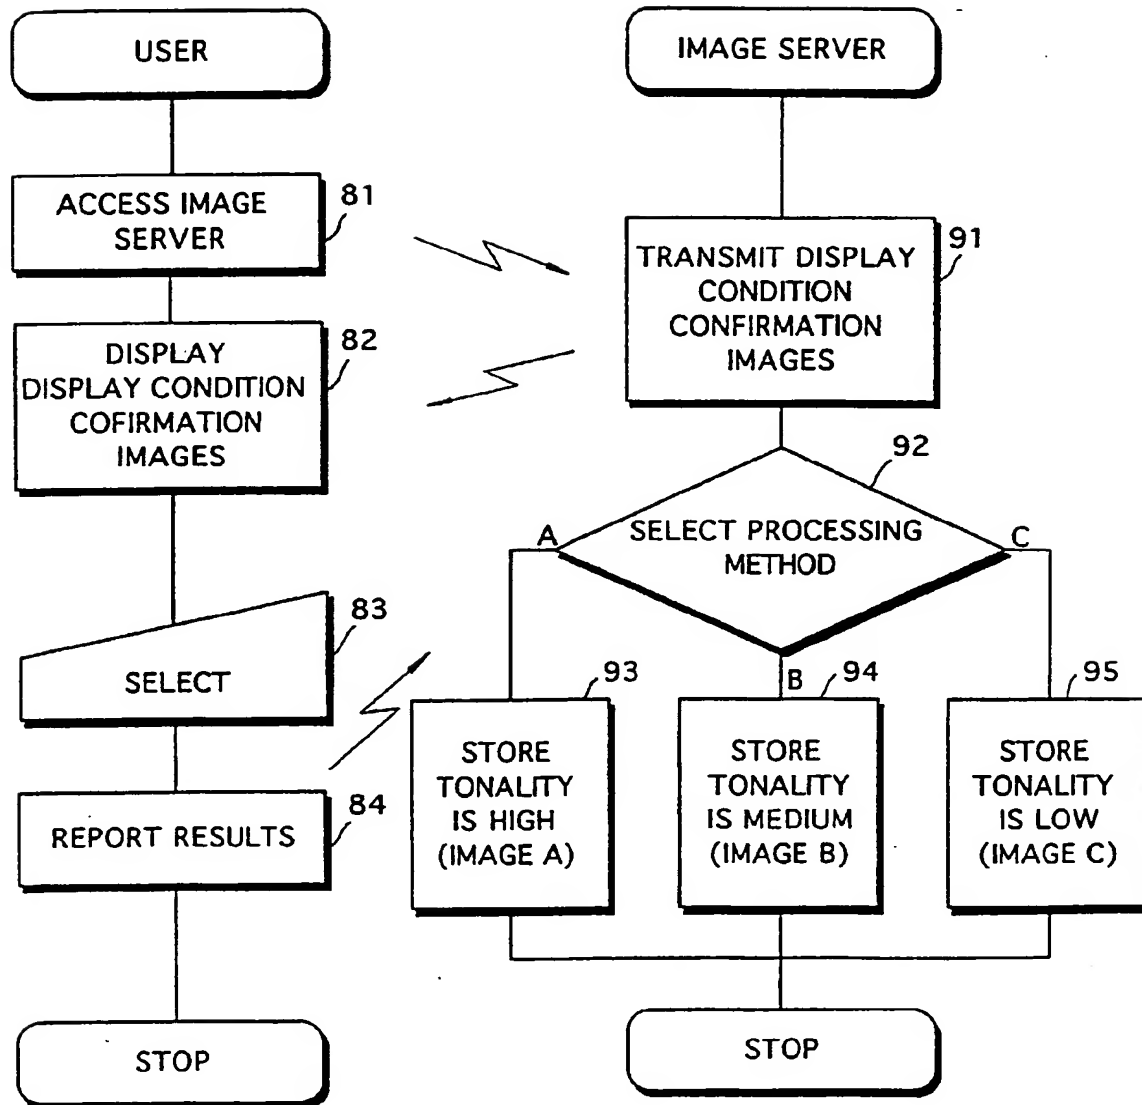 USER
ACCESS IMAGE
SERVER
81
DISPLAY
DISPLAY CONDITION
COFIRMATION
IMAGES
82
SELECT
83
REPORT RESULTS
84
STOP
IMAGE SERVER
TRANSMIT DISPLAY
CONDITION
CONFIRMATION
IMAGES
91
SELECT PROCESSING
METHOD
92
A
B
C
STORE
TONALITY
IS HIGH
(IMAGE A)
93
STORE
TONALITY
IS MEDIUM
(IMAGE B)
94
STORE
TONALITY
IS LOW
(IMAGE C)
95
STOP